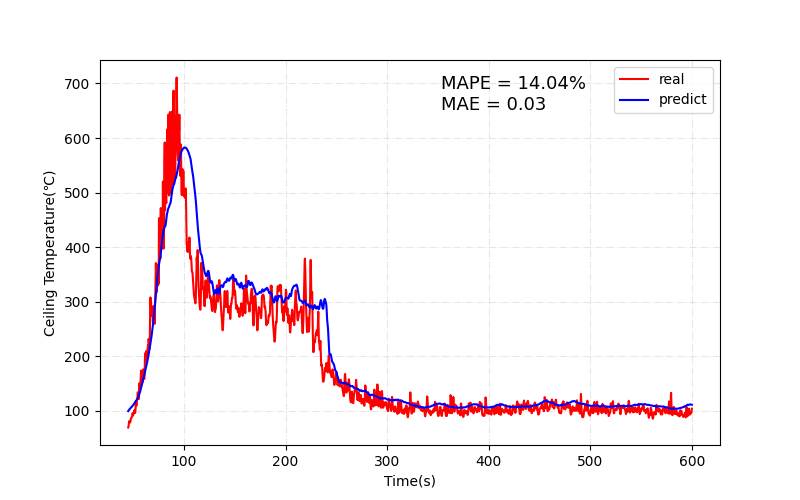 MAPE = 14.04%
MAE = 0.03
real
predict
Ceiling Temperature(℃)
700
600
500
400
300
200
100
100 200 300 400 500 600
Time(s)